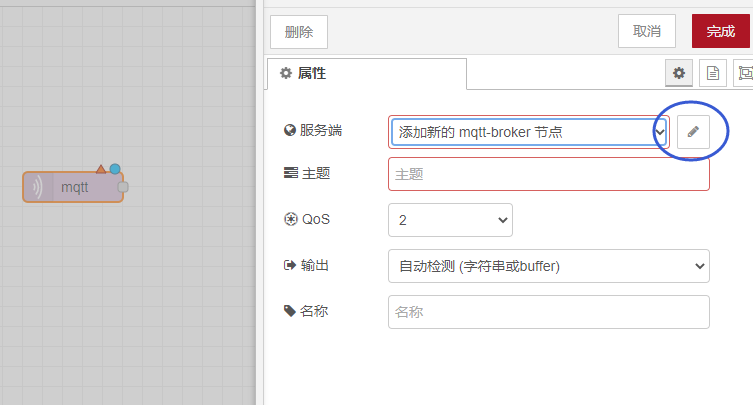 删除
取消
完成
属性
mqtt
服务端
添加新的 mqtt-broker 节点
主题
主题
QoS
2
输出
自动检测 (字符串或buffer)
名称
名称